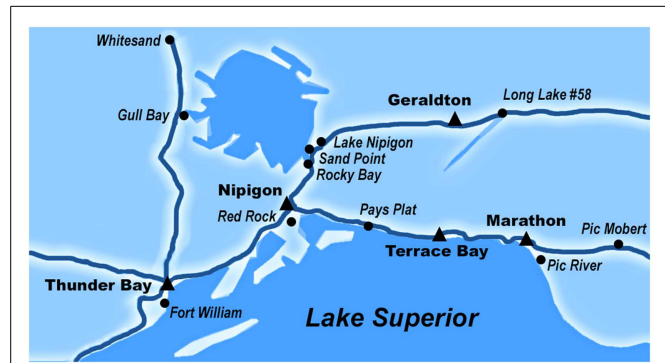 Whitesand
Gull Bay
Geraldton
Long Lake #58
Lake Nipigon
Sand Point
Rocky Bay
Nipigon
Red Rock
Pays Plat
Marathon
Pic Mobert
Terrace Bay
Pic River
Thunder Bay
Fort William
Lake Superior